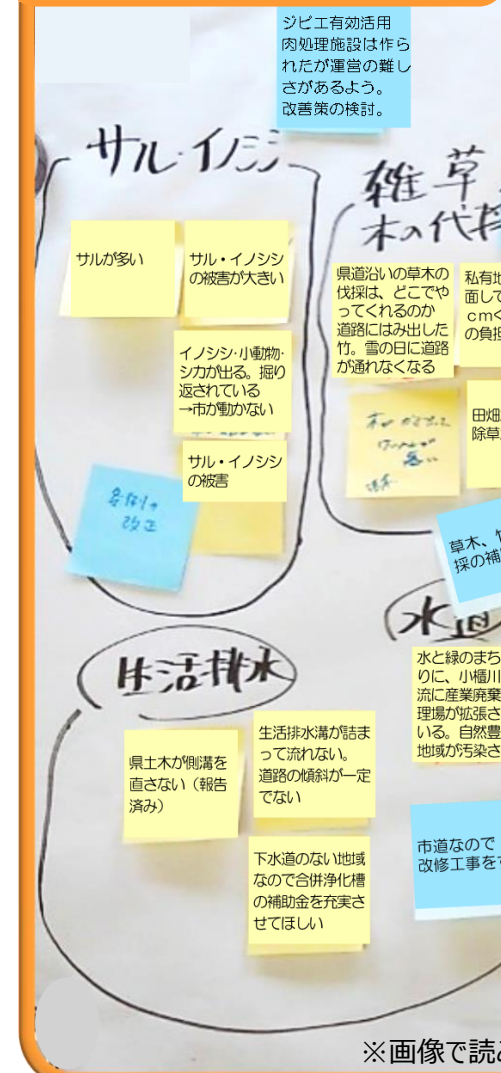 ジビエ有効活用
肉処理施設は作ら
れたが運営の難し
さがあるよう。
改善策の検討。
サル・イノシシ
サルが多い
サル・イノシシ
の被害が大きい
イノシシ・小動物・
シカが出る。掘り
返されている
→市が動かない
サル・イノシシ
の被害
条例の
改正
雑草
木の代採
県道沿いの草木の
伐採は、どこでや
ってくれるのか
道路にはみ出した
竹。雪の日に道路
が通れなくなる
私有地
面して
cmく
の負担
田畑
除草
草木、竹
採の補
生活排水
県土木が側溝を
直さない（報告
済み）
生活排水溝が詰ま
って流れない。
道路の傾斜が一定
でない
下水道のない地域
なので合併浄化槽
の補助金を充実さ
せてほしい
水道
水と緑のまち
りに、小櫃川
流に産業廃棄
理場が拡張さ
いる。自然豊
地域が汚染さ
市道なので
改修工事をす
※画像で読み